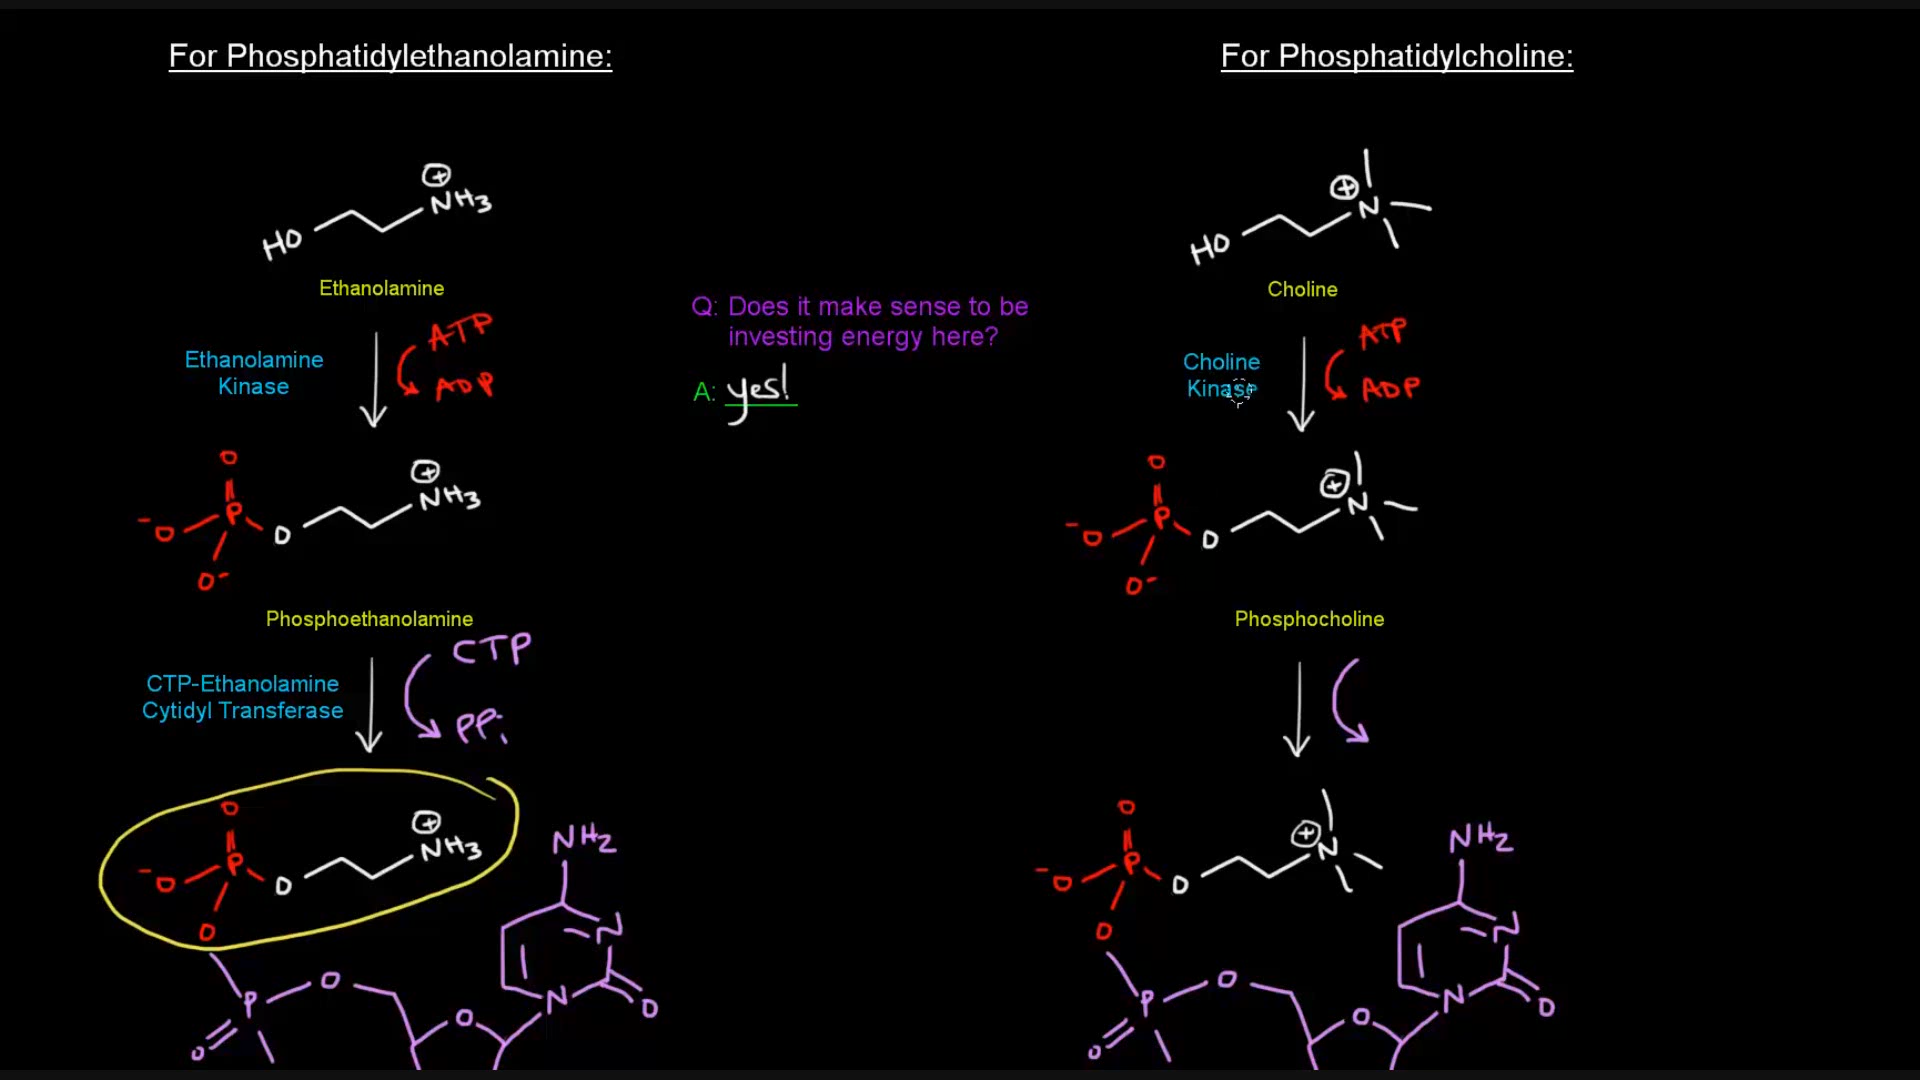 For Phosphatidylethanolamine:
⊕
NH3
HO
Ethanolamine
Ethanolamine
Kinase
ATP
ADP
O
⊕
NH3
-O
P
O
O-
Phosphoethanolamine
CTP-Ethanolamine
Cytidyl Transferase
CTP
PPi
O
⊕
NH3
-O
P
O
O
NH2
N
N
O
P
O
O
O
Q: Does it make sense to be
investing energy here?
A: yes!
For Phosphatidylcholine:
⊕
N
HO
Choline
Choline
Kinase
ATP
ADP
O
⊕
N
-O
P
O
O-
Phosphocholine
O
⊕
N
-O
P
O
O
NH2
N
N
O
P
O
O
O